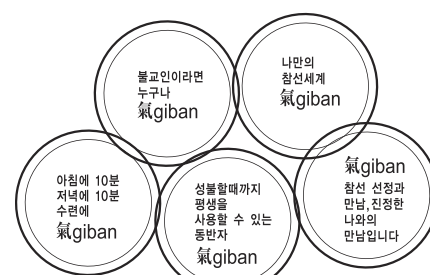 불교인이라면
누구나
氣giban
나만의
참선세계
氣giban
아침에 10분
저녁에 10분
수련에
氣giban
성불할때까지
평생을
사용할 수 있는
동반자
氣giban
氣giban
참선 선정과
만남,진정한
나와의
만남입니다